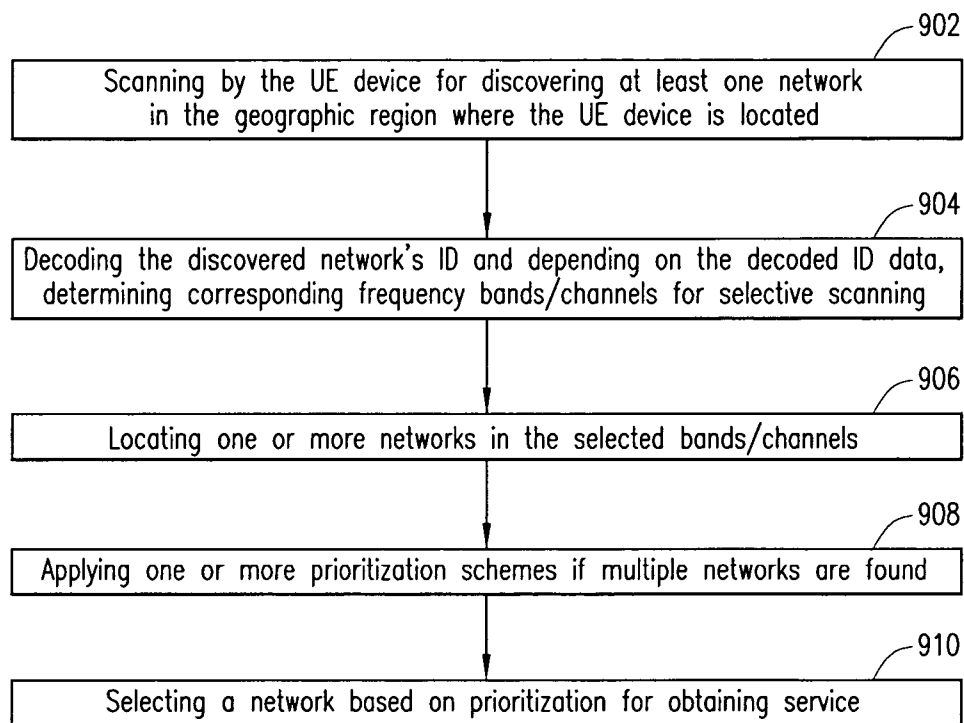 902
Scanning by the UE device for discovering at least one network
in the geographic region where the UE device is located
904
Decoding the discovered network's ID and depending on the decoded ID data,
determining corresponding frequency bands/channels for selective scanning
906
Locating one or more networks in the selected bands/channels
908
Applying one or more prioritization schemes if multiple networks are found
910
Selecting a network based on prioritization for obtaining service